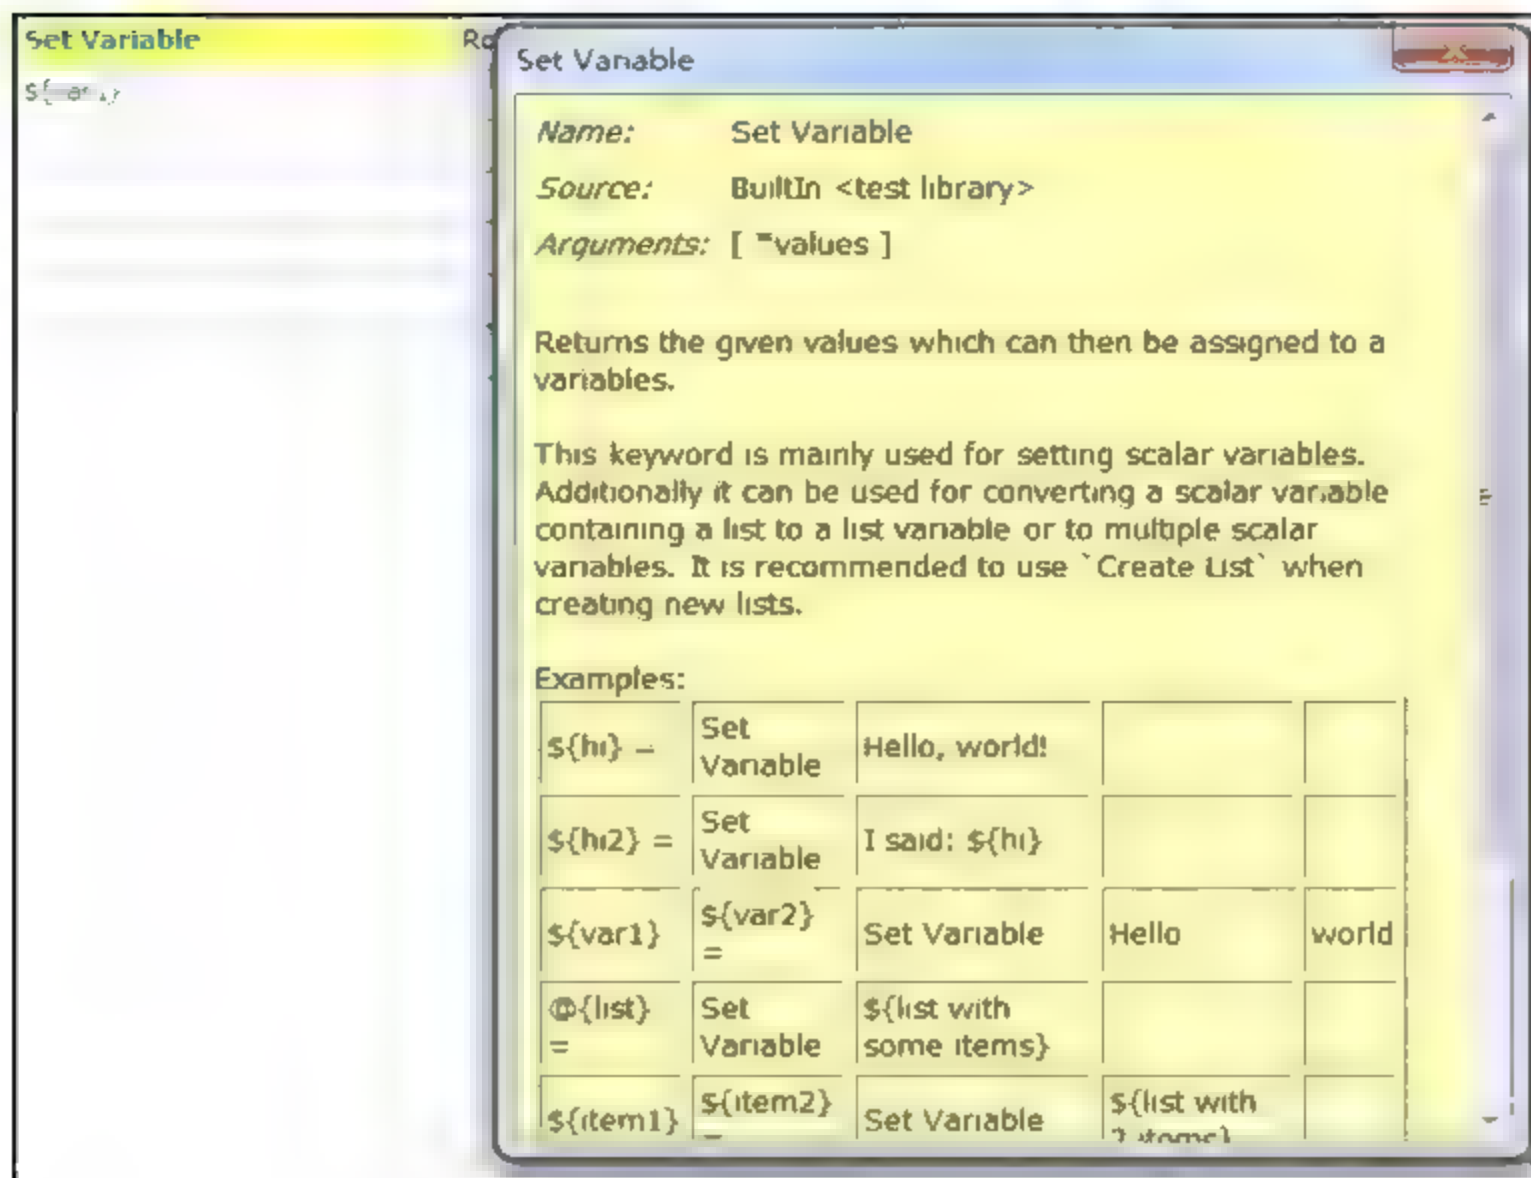 Set Variable
Set Variable
Name: Set Variable
Source: BuiltIn <test library>
Arguments: [ *values ]
Returns the given values which can then be assigned to a
variables.
This keyword is mainly used for setting scalar variables.
Additionally it can be used for converting a scalar variable
containing a list to a list variable or to multiple scalar
variables. It is recommended to use `Create List` when
creating new lists.
Examples:
${hi} = Set Variable Hello, world!
${hi2} = Set Variable I said: ${hi}
${var1} ${var2} = Set Variable Hello world
@{list} = Set Variable ${list with some items}
${item1} ${item2} = Set Variable ${list with